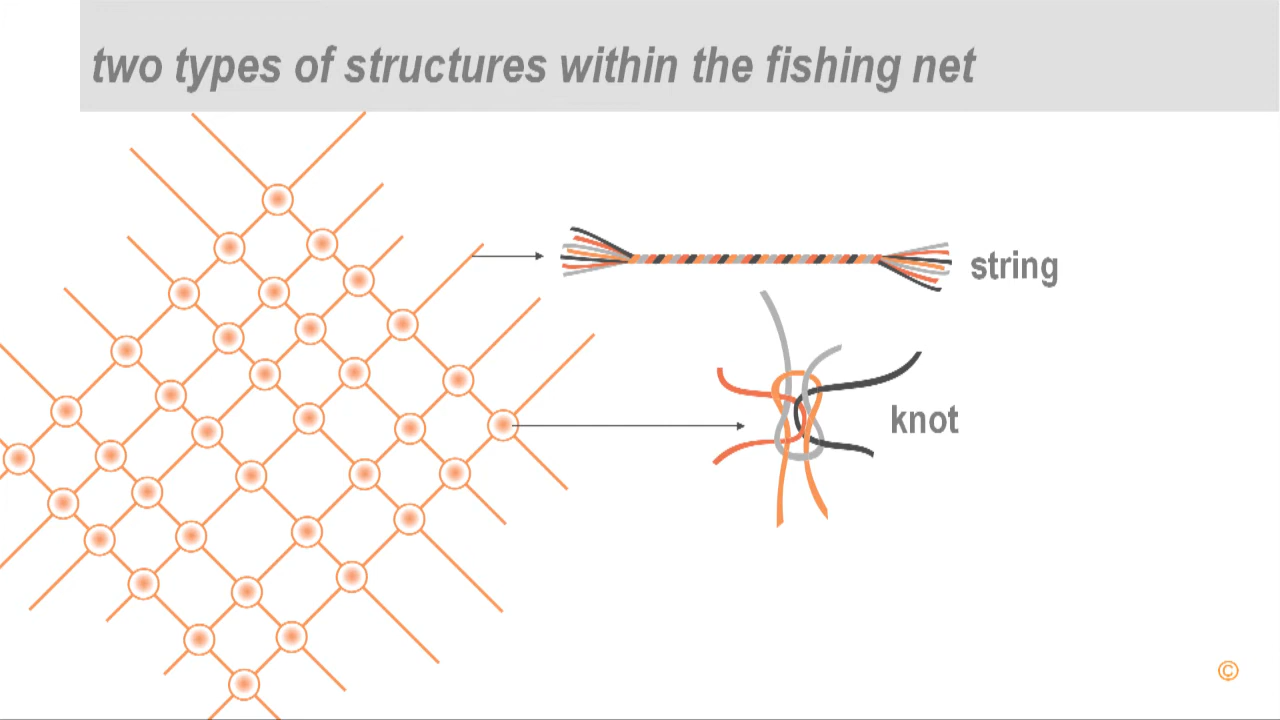 two types of structures within the fishing net
string
knot
©